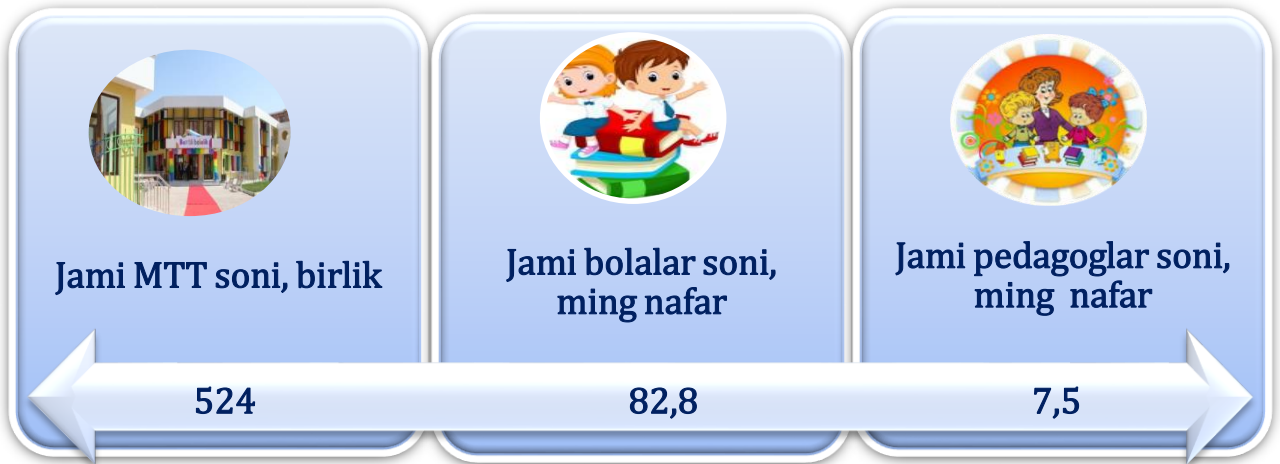 Jami MTT soni, birlik
Jami bolalar soni,
ming nafar
Jami pedagoglar soni,
ming nafar
524
82,8
7,5